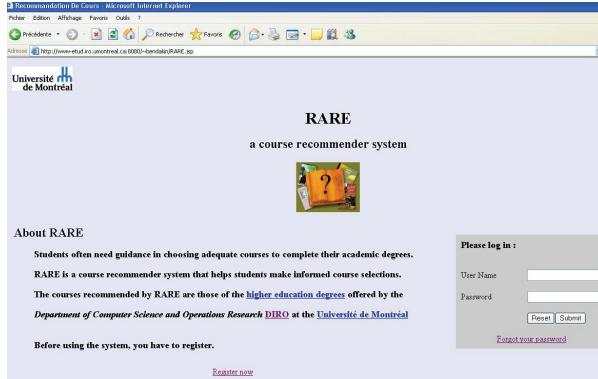 Recommandation De Cours - Microsoft Internet Explorer
Fichier Edition Affichage Favoris Outils ?
Précédente Rechercher Favoris
Adresse http://www-etud.iro.umontreal.ca:8080/~bendakin/RARE.jsp
Université
de Montréal
RARE
a course recommender system
?
About RARE
Students often need guidance in choosing adequate courses to complete their academic degrees.
RARE is a course recommender system that helps students make informed course selections.
The courses recommended by RARE are those of the higher education degrees offered by the
Department of Computer Science and Operations Research DIRO at the Université de Montréal
Before using the system, you have to register.
Register now
Please log in :
User Name
Password
Reset Submit
Forgot your password